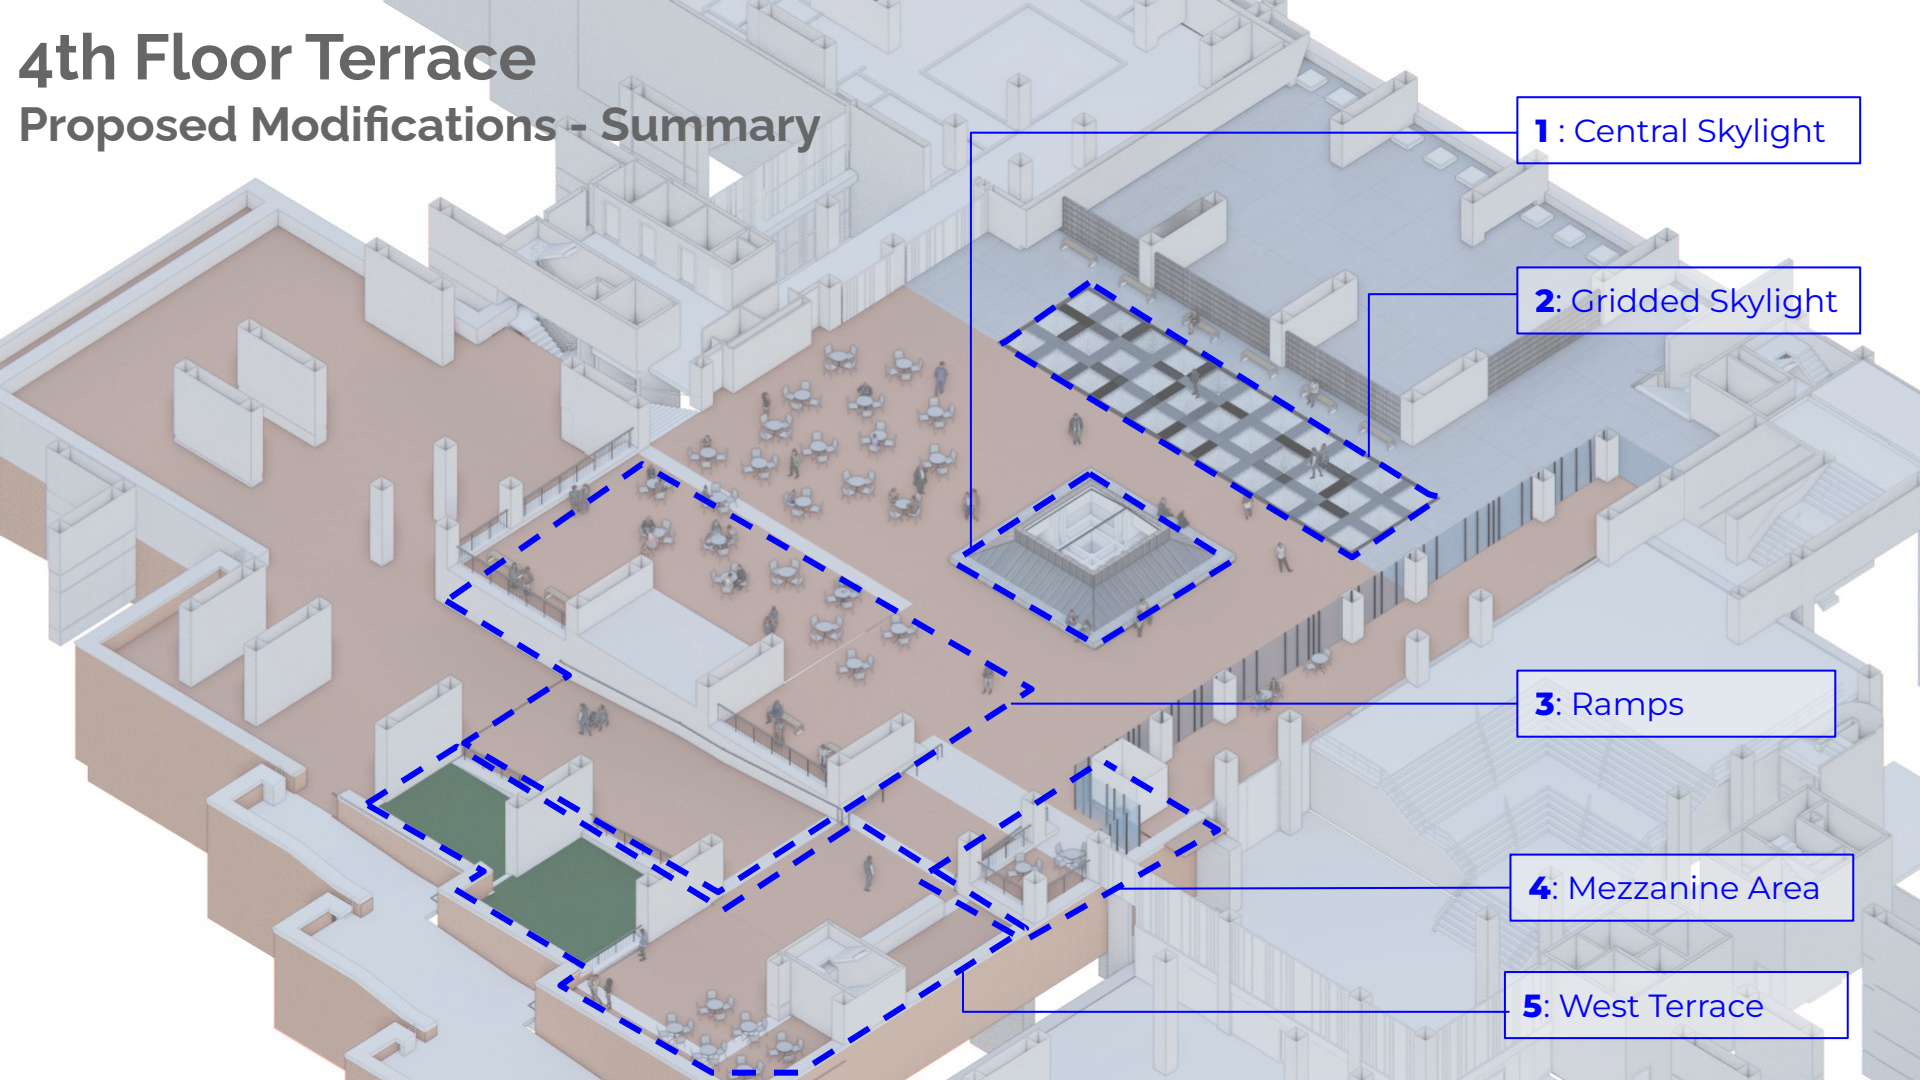 4th Floor Terrace
Proposed Modifications - Summary
1 : Central Skylight
2: Gridded Skylight
3: Ramps
4: Mezzanine Area
5: West Terrace